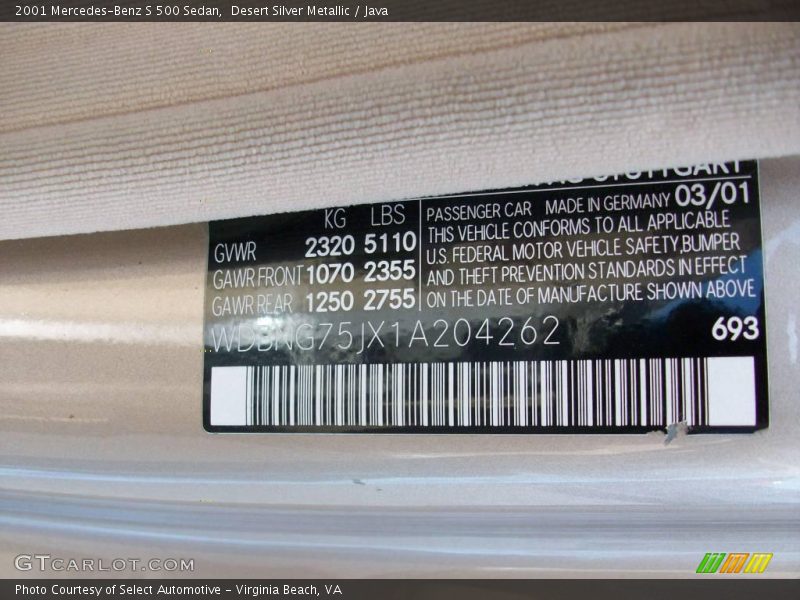 2001 Mercedes-Benz S 500 Sedan, Desert Silver Metallic / Java
STUTTGART
KG LBS
GVWR 2320 5110
GAWR FRONT 1070 2355
GAWR REAR 1250 2755
PASSENGER CAR MADE IN GERMANY 03/01
THIS VEHICLE CONFORMS TO ALL APPLICABLE
U.S. FEDERAL MOTOR VEHICLE SAFETY,BUMPER
AND THEFT PREVENTION STANDARDS IN EFFECT
ON THE DATE OF MANUFACTURE SHOWN ABOVE
WDBNG75JX1A204262
693
GTCARLOT.COM
Photo Courtesy of Select Automotive - Virginia Beach, VA